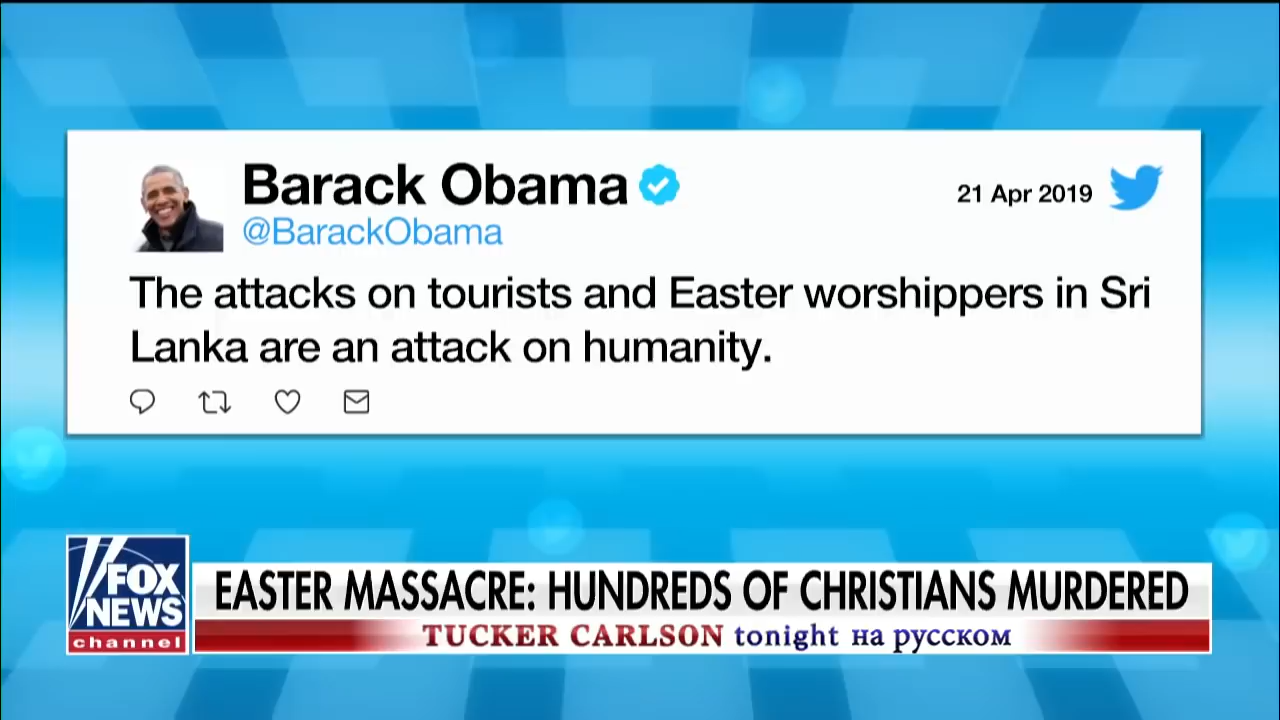 Barack Obama
21 Apr 2019
@BarackObama
The attacks on tourists and Easter worshippers in Sri
Lanka are an attack on humanity.
FOX
NEWS
channel
EASTER MASSACRE: HUNDREDS OF CHRISTIANS MURDERED
TUCKER CARLSON tonight на русском